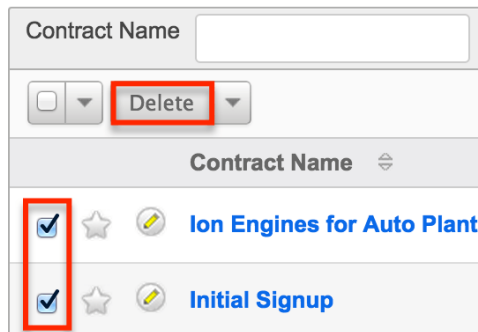 Contract Name
Delete
Contract Name
Ion Engines for Auto Plant
Initial Signup